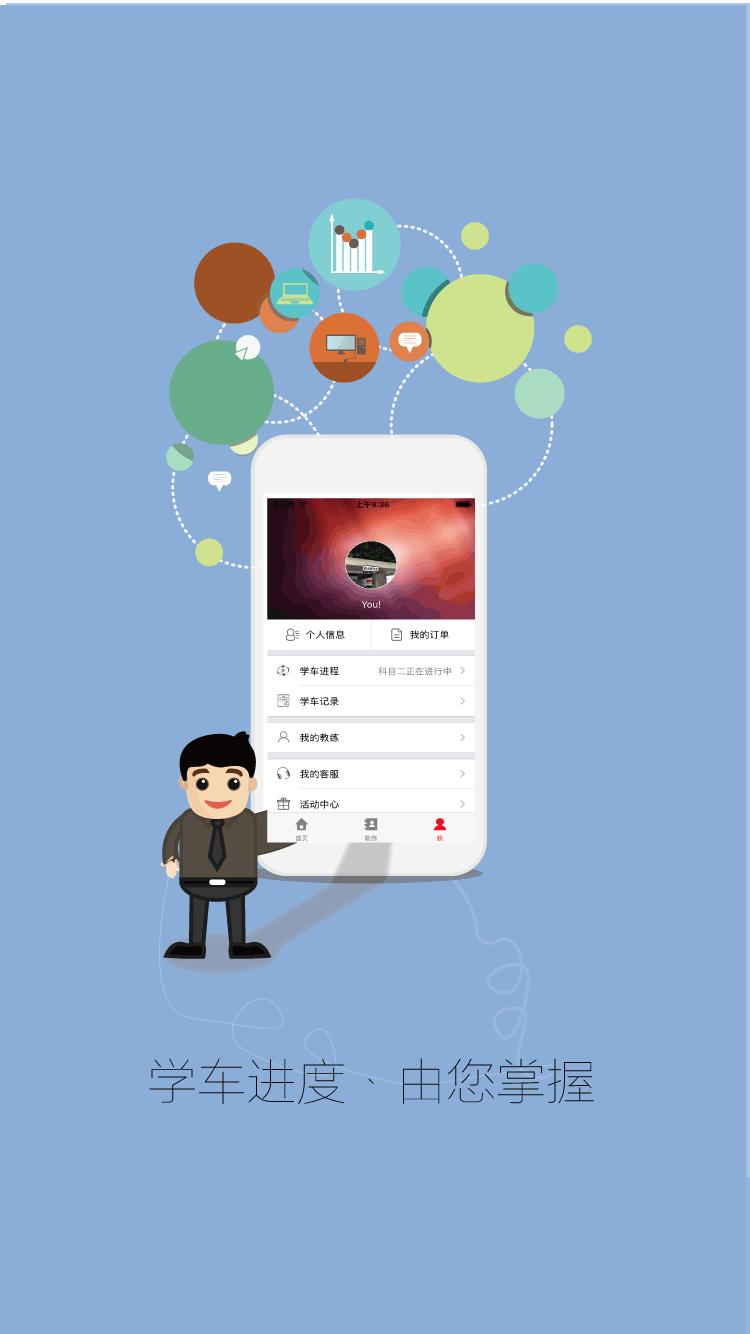 上午9:36
You!
个人信息
我的订单
学车进程
科目二正在进行中
学车记录
我的教练
我的客服
活动中心
首页
教练
我
学车进度、由您掌握